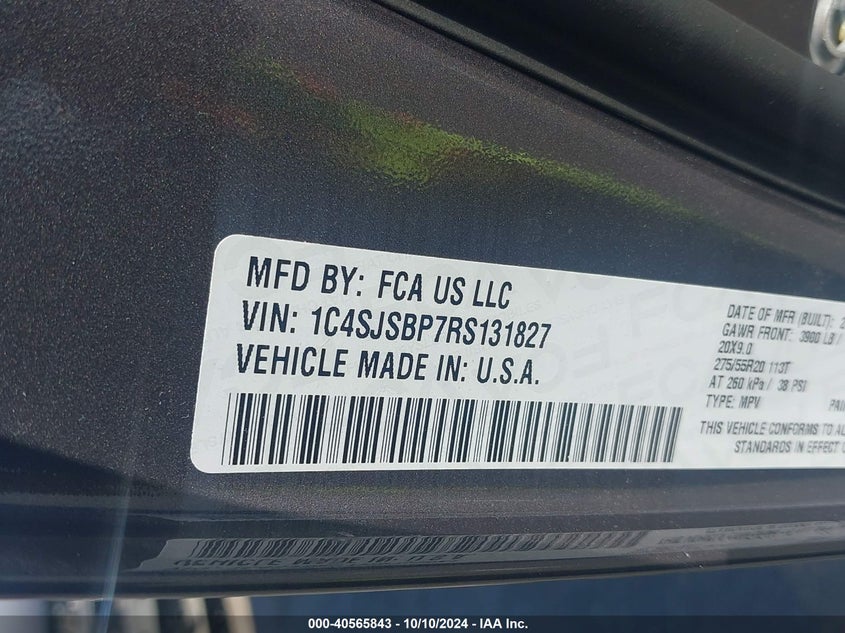 MFD BY: FCA US LLC
VIN: 1C4SJSBP7RS131827
VEHICLE MADE IN: U.S.A.
DATE OF MFR (BUILT): 2
GAWR FRONT: 3900 LB /
20X9.0
275/55R20 113T
AT 260 kPa / 38 PSI
TYPE: MPV
THIS VEHICLE CONFORMS TO
STANDARDS IN EFFECT
000-40565843 - 10/10/2024 - IAA Inc.